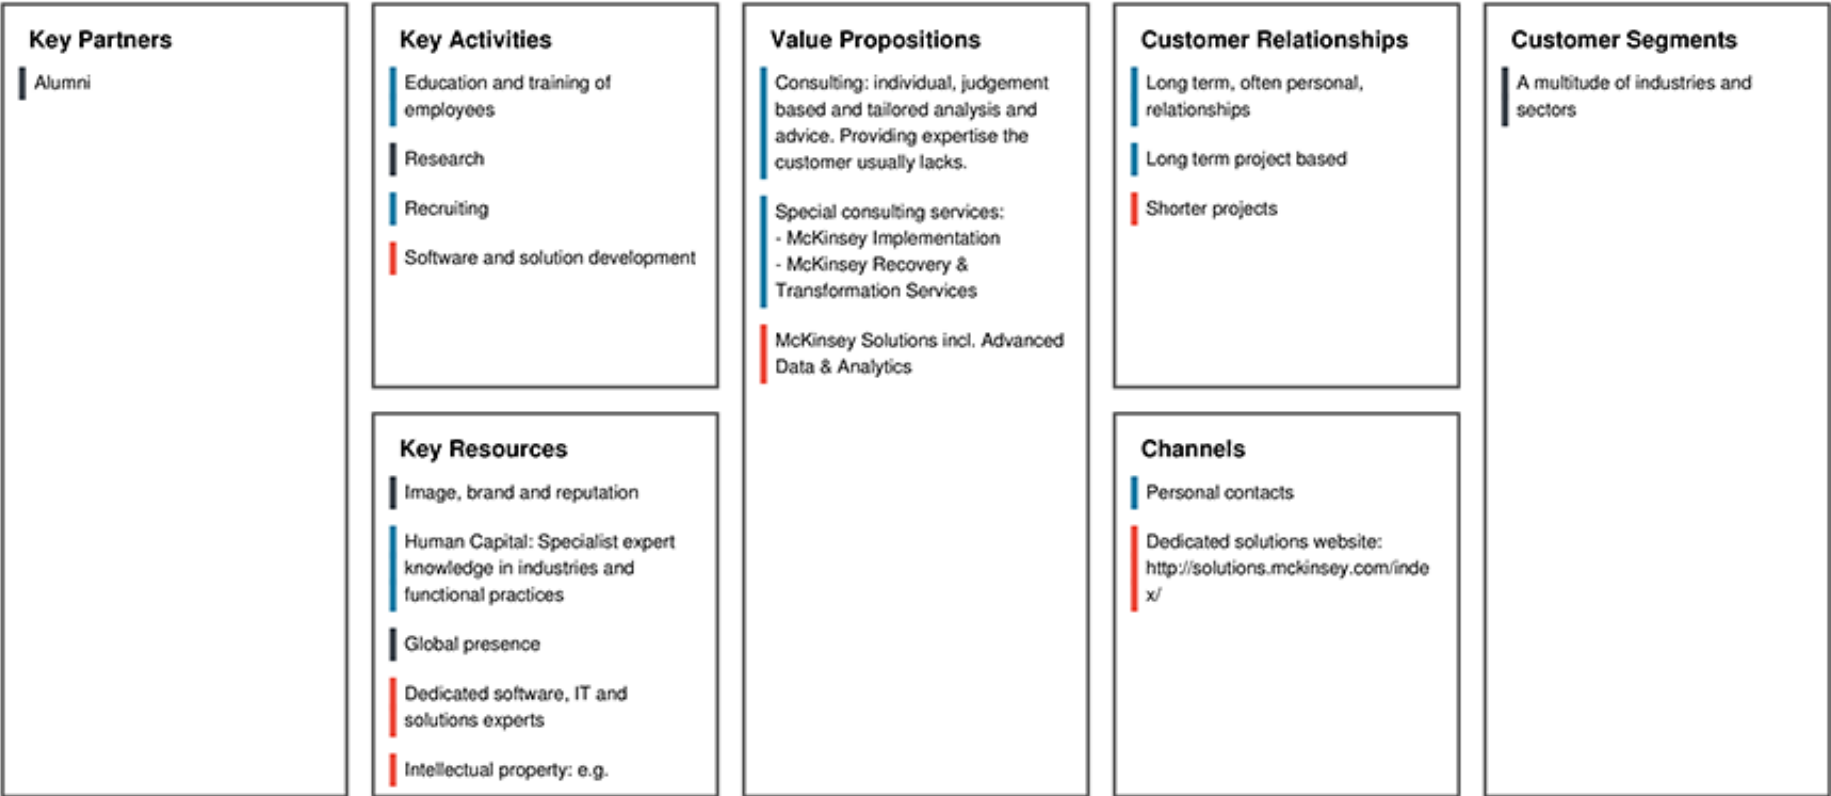 Key Partners
Alumni
Key Activities
Education and training of
employees
Research
Recruiting
Software and solution development
Key Resources
Image, brand and reputation
Human Capital: Specialist expert
knowledge in industries and
functional practices
Global presence
Dedicated software, IT and
solutions experts
Intellectual property: e.g.
Value Propositions
Consulting: individual, judgement
based and tailored analysis and
advice. Providing expertise the
customer usually lacks.
Special consulting services:
- McKinsey Implementation
- McKinsey Recovery &
Transformation Services
McKinsey Solutions incl. Advanced
Data & Analytics
Customer Relationships
Long term, often personal,
relationships
Long term project based
Shorter projects
Channels
Personal contacts
Dedicated solutions website:
http://solutions.mckinsey.com/inde
x/
Customer Segments
A multitude of industries and
sectors